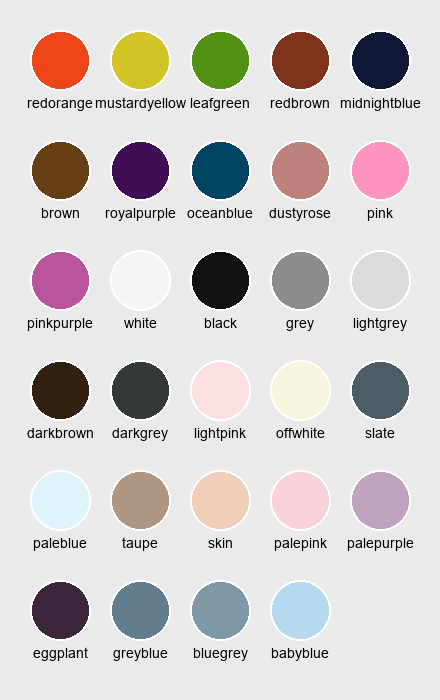 redorange mustardyellow leafgreen redbrown midnightblue
brown royalpurple oceanblue dustyrose pink
pinkpurple white black grey lightgrey
darkbrown darkgrey lightpink offwhite slate
paleblue taupe skin palepink palepurple
eggplant greyblue bluegrey babyblue